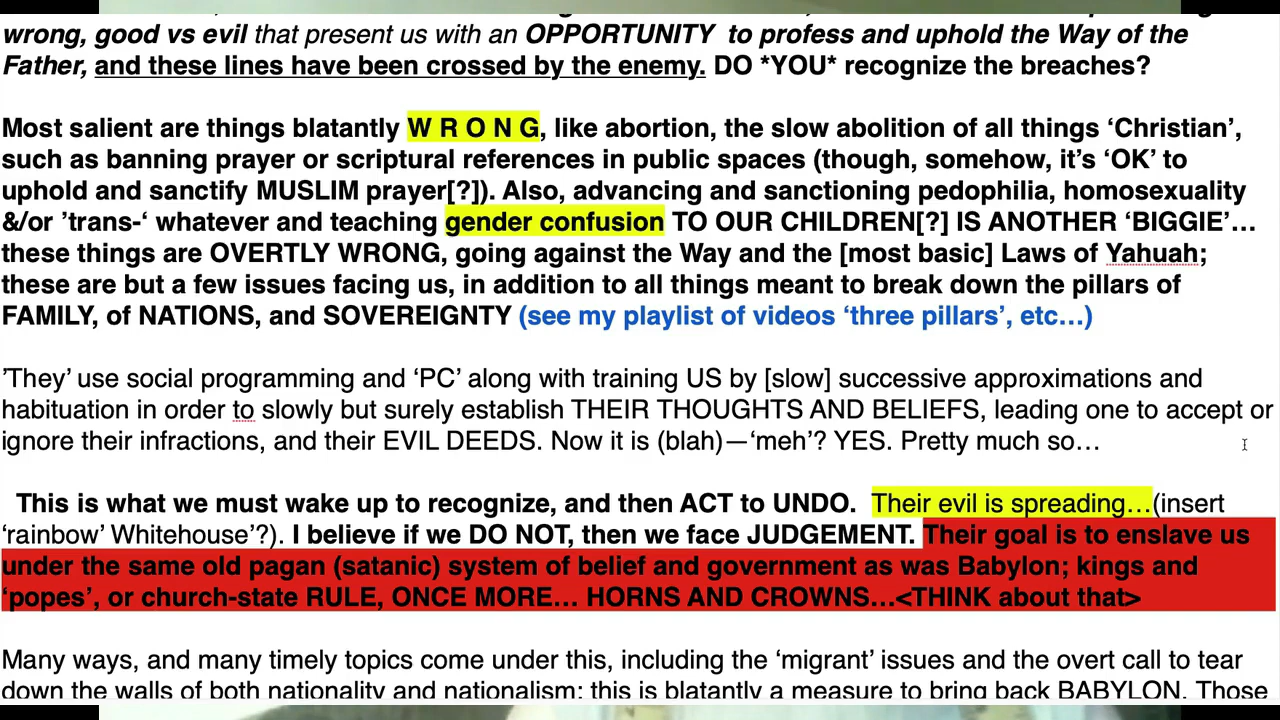 wrong, good vs evil that present us with an OPPORTUNITY to profess and uphold the Way of the
Father, and these lines have been crossed by the enemy. DO *YOU* recognize the breaches?
Most salient are things blatantly W R O N G, like abortion, the slow abolition of all things ‘Christian’,
such as banning prayer or scriptural references in public spaces (though, somehow, it’s ‘OK’ to
uphold and sanctify MUSLIM prayer[?]). Also, advancing and sanctioning pedophilia, homosexuality
&/or ’trans-‘ whatever and teaching gender confusion TO OUR CHILDREN[?] IS ANOTHER ‘BIGGIE’…
these things are OVERTLY WRONG, going against the Way and the [most basic] Laws of Yahuah;
these are but a few issues facing us, in addition to all things meant to break down the pillars of
FAMILY, of NATIONS, and SOVEREIGNTY (see my playlist of videos ‘three pillars’, etc…)
’They’ use social programming and ‘PC’ along with training US by [slow] successive approximations and
habituation in order to slowly but surely establish THEIR THOUGHTS AND BELIEFS, leading one to accept or
ignore their infractions, and their EVIL DEEDS. Now it is (blah)—‘meh’? YES. Pretty much so…
This is what we must wake up to recognize, and then ACT to UNDO. Their evil is spreading…(insert
‘rainbow’ Whitehouse’?). I believe if we DO NOT, then we face JUDGEMENT. Their goal is to enslave us
under the same old pagan (satanic) system of belief and government as was Babylon; kings and
‘popes’, or church-state RULE, ONCE MORE… HORNS AND CROWNS…<THINK about that>
Many ways, and many timely topics come under this, including the ‘migrant’ issues and the overt call to tear
down the walls of both nationality and nationalism; this is blatantly a measure to bring back BABYLON. Those